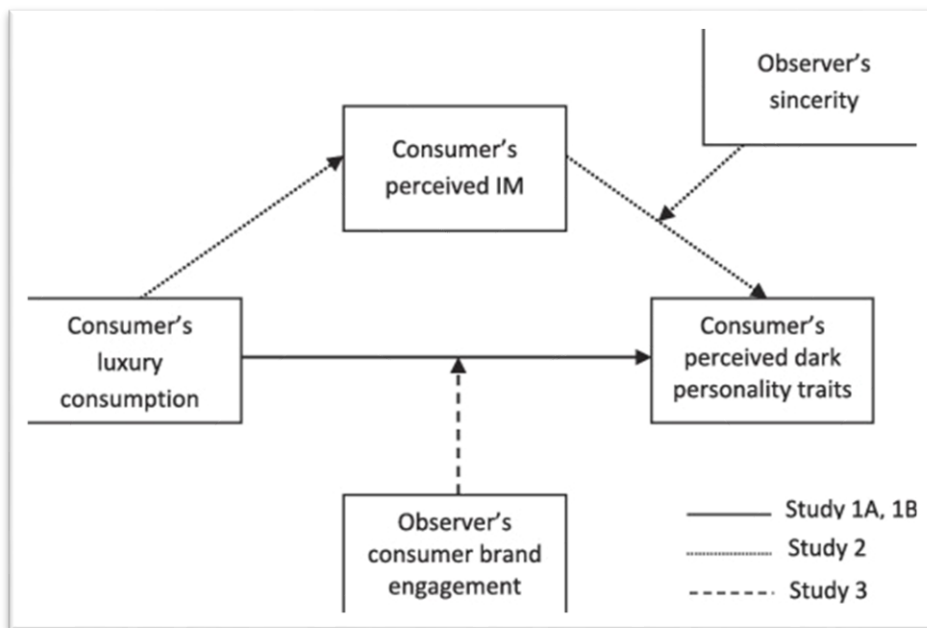 Observer’s
sincerity
Consumer’s
perceived IM
Consumer’s
luxury
consumption
Consumer’s
perceived dark
personality traits
Observer’s
consumer brand
engagement
Study 1A, 1B
Study 2
Study 3